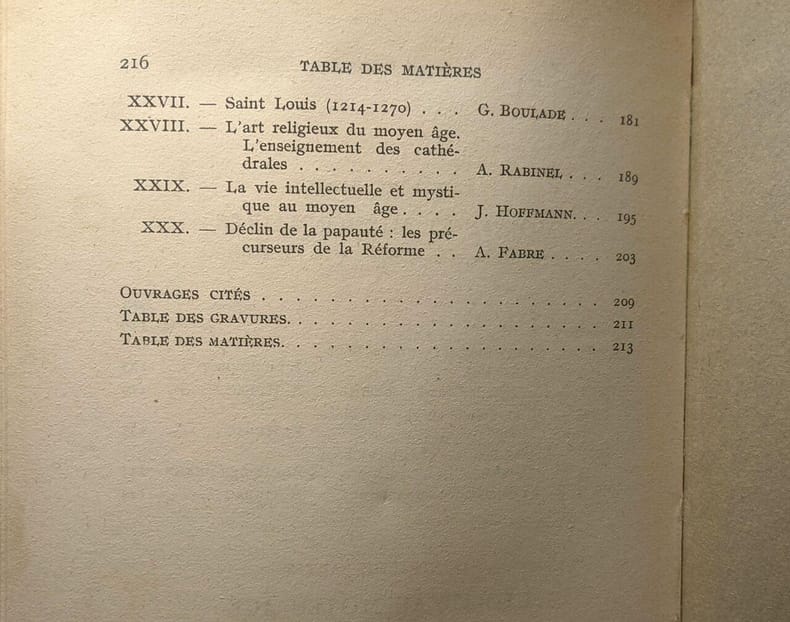 216 TABLE DES MATIÈRES
XXVII. — Saint Louis (1214-1270) . . . G. BOULADE . . . 181
XXVIII. — L'art religieux du moyen âge.
L'enseignement des cathé-
drales . . . . . . . . . . A. RABINEL . . . 189
XXIX. — La vie intellectuelle et mysti-
que au moyen âge . . . . J. HOFFMANN. . . 195
XXX. — Déclin de la papauté : les pré-
curseurs de la Réforme . . A. FABRE . . . . 203
OUVRAGES CITÉS . . . . . . . . . . . . . . . . . . . 209
TABLE DES GRAVURES. . . . . . . . . . . . . . . . . . 211
TABLE DES MATIÈRES. . . . . . . . . . . . . . . . . . 213